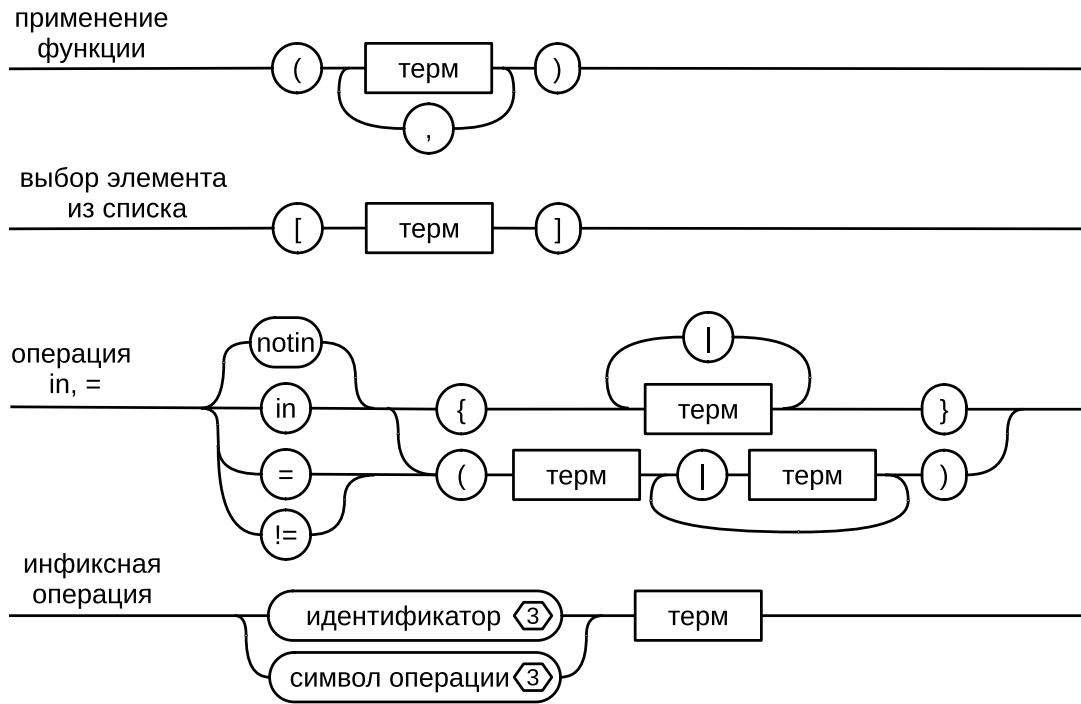 применение
функции
( терм )
,
выбор элемента
из списка
[ терм ]
|
notin
операция
in, =
in { терм }
= ( терм | терм )
!=
инфиксная
операция
идентификатор 3 терм
символ операции 3